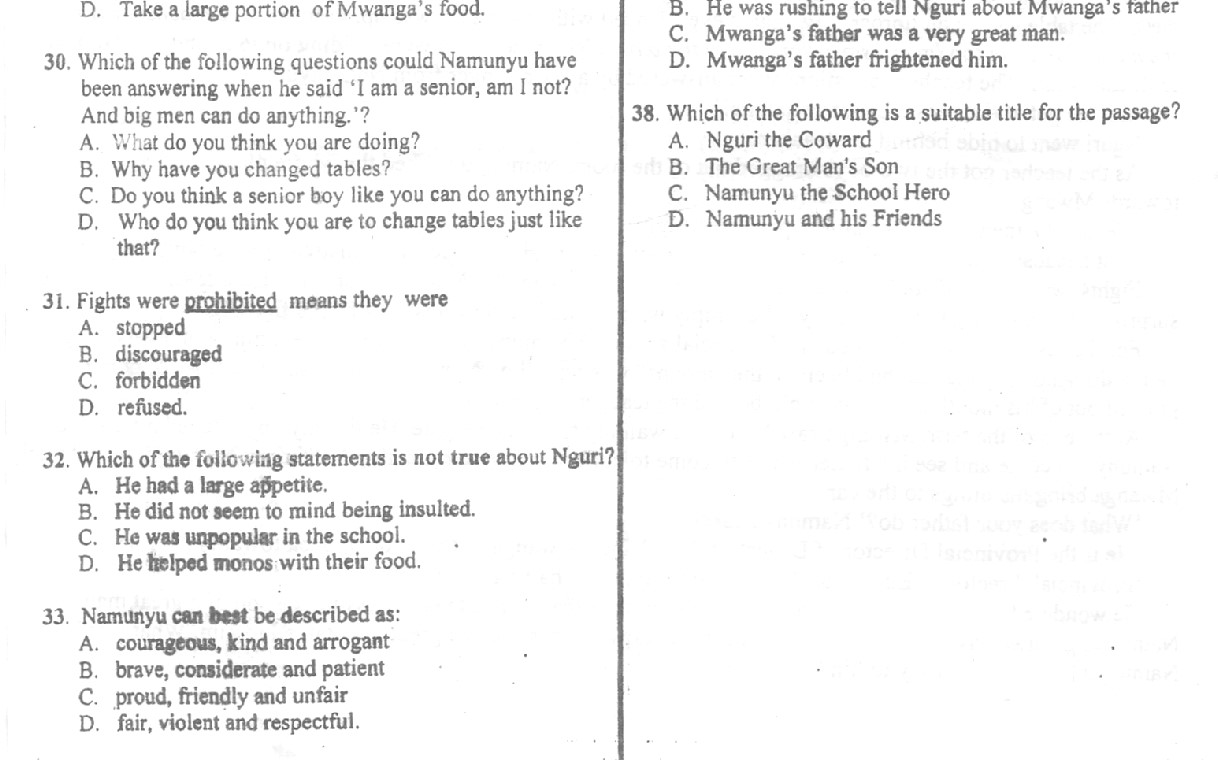 D. Take a large portion of Mwanga's food.
30. Which of the following questions could Namunyu have
been answering when he said 'I am a senior, am I not?
And big men can do anything.'?
A. What do you think you are doing?
B. Why have you changed tables?
C. Do you think a senior boy like you can do anything?
D. Who do you think you are to change tables just like
that?
31. Fights were prohibited means they were
A. stopped
B. discouraged
C. forbidden
D. refused.
32. Which of the following statements is not true about Nguri?
A. He had a large appetite.
B. He did not seem to mind being insulted.
C. He was unpopular in the school.
D. He helped monos with their food.
33. Namunyu can best be described as:
A. courageous, kind and arrogant
B. brave, considerate and patient
C. proud, friendly and unfair
D. fair, violent and respectful.
B. He was rushing to tell Nguri about Mwanga's father
C. Mwanga's father was a very great man.
D. Mwanga's father frightened him.
38. Which of the following is a suitable title for the passage?
A. Nguri the Coward
B. The Great Man's Son
C. Namunyu the School Hero
D. Namunyu and his Friends